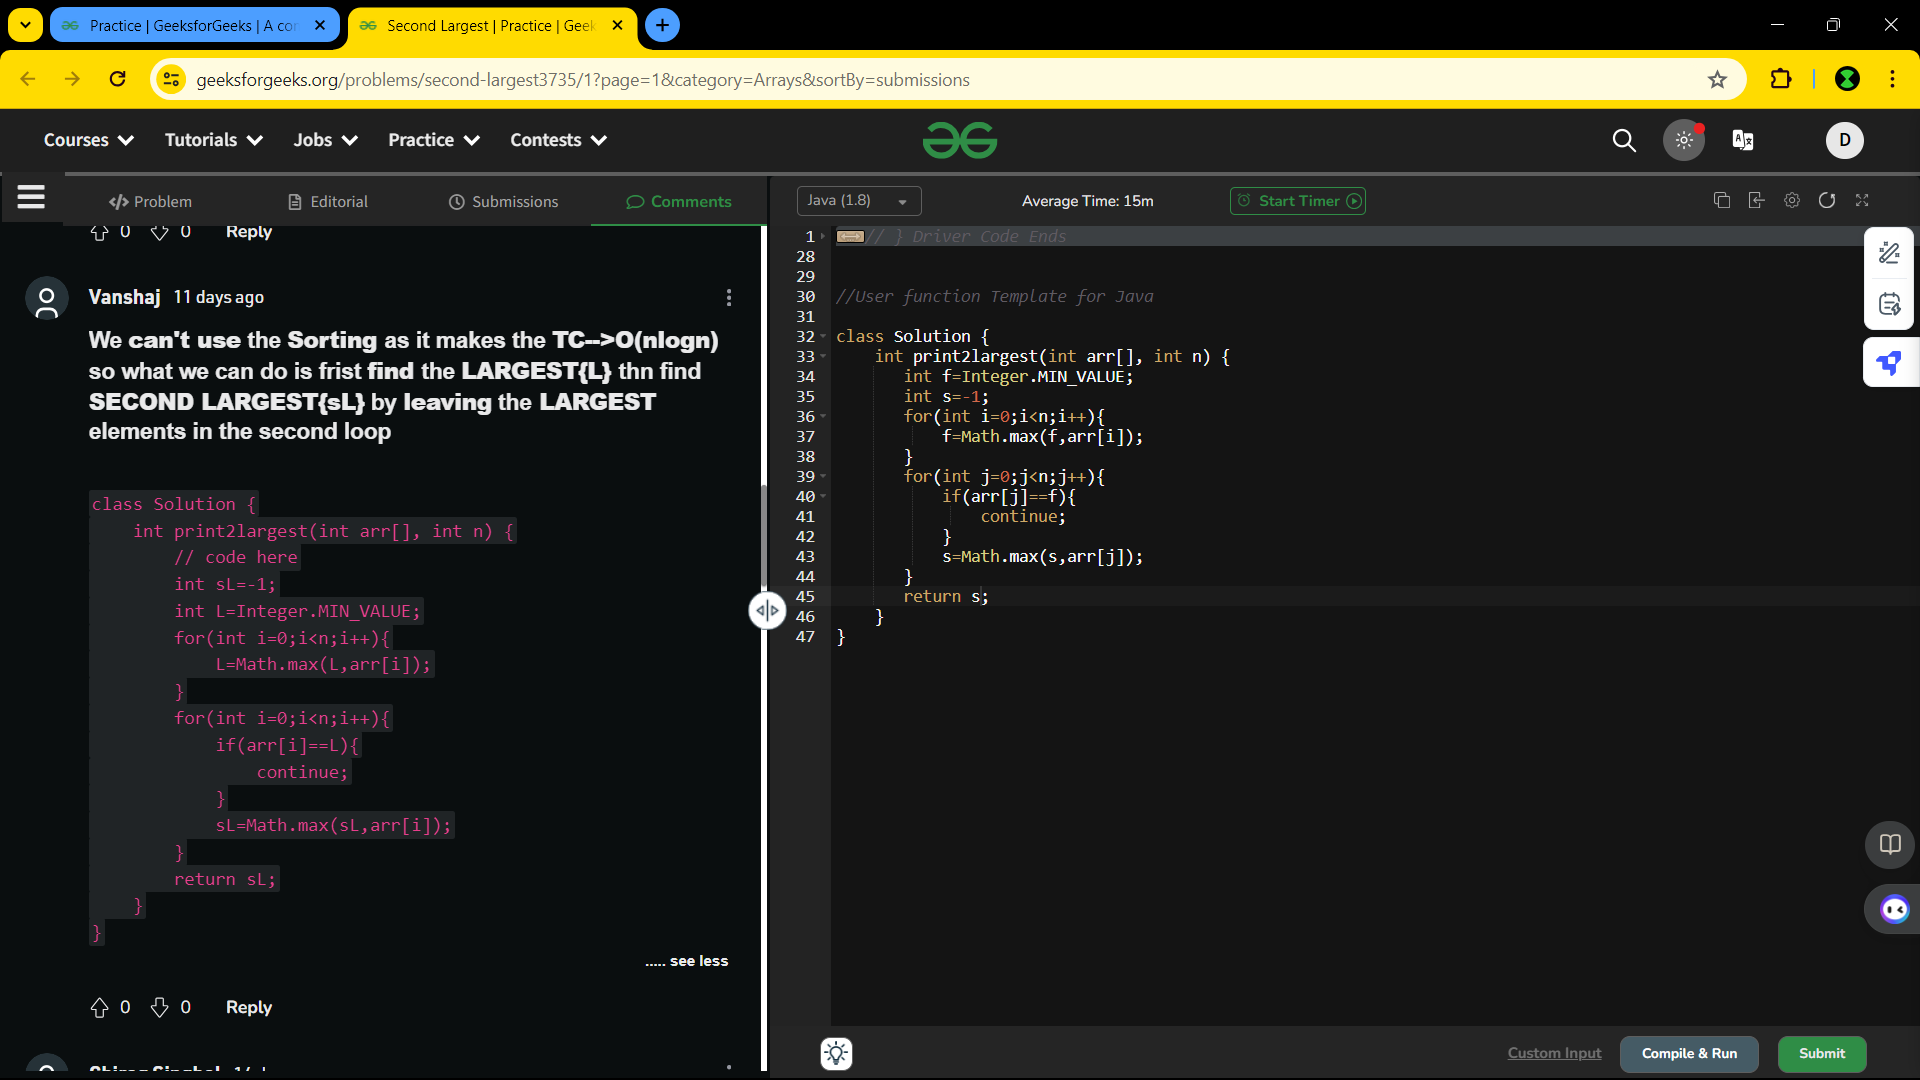 Practice | GeeksforGeeks | A co
Second Largest | Practice | Geek
geeksforgeeks.org/problems/second-largest3735/1?page=1&category=Arrays&sortBy=submissions
Courses
Tutorials
Jobs
Practice
Contests
D
</> Problem
Editorial
Submissions
Comments
0
0
Reply
Vanshaj 11 days ago
We can't use the Sorting as it makes the TC-->O(nlogn)
so what we can do is frist find the LARGEST{L} thn find
SECOND LARGEST{sL} by leaving the LARGEST
elements in the second loop
class Solution {
    int print2largest(int arr[], int n) {
        // code here
        int sL=-1;
        int L=Integer.MIN_VALUE;
        for(int i=0;i<n;i++){
            L=Math.max(L,arr[i]);
        }
        for(int i=0;i<n;i++){
            if(arr[i]==L){
                continue;
            }
            sL=Math.max(sL,arr[i]);
        }
        return sL;
    }
}
..... see less
0
0
Reply
Java (1.8)
Average Time: 15m
Start Timer
1 // } Driver Code Ends
28
29
30 //User function Template for Java
31
32 class Solution {
33     int print2largest(int arr[], int n) {
34        int f=Integer.MIN_VALUE;
35        int s=-1;
36        for(int i=0;i<n;i++){
37            f=Math.max(f,arr[i]);
38        }
39        for(int j=0;j<n;j++){
40            if(arr[j]==f){
41                continue;
42            }
43            s=Math.max(s,arr[j]);
44        }
45        return s;
46     }
47 }
Custom Input
Compile & Run
Submit